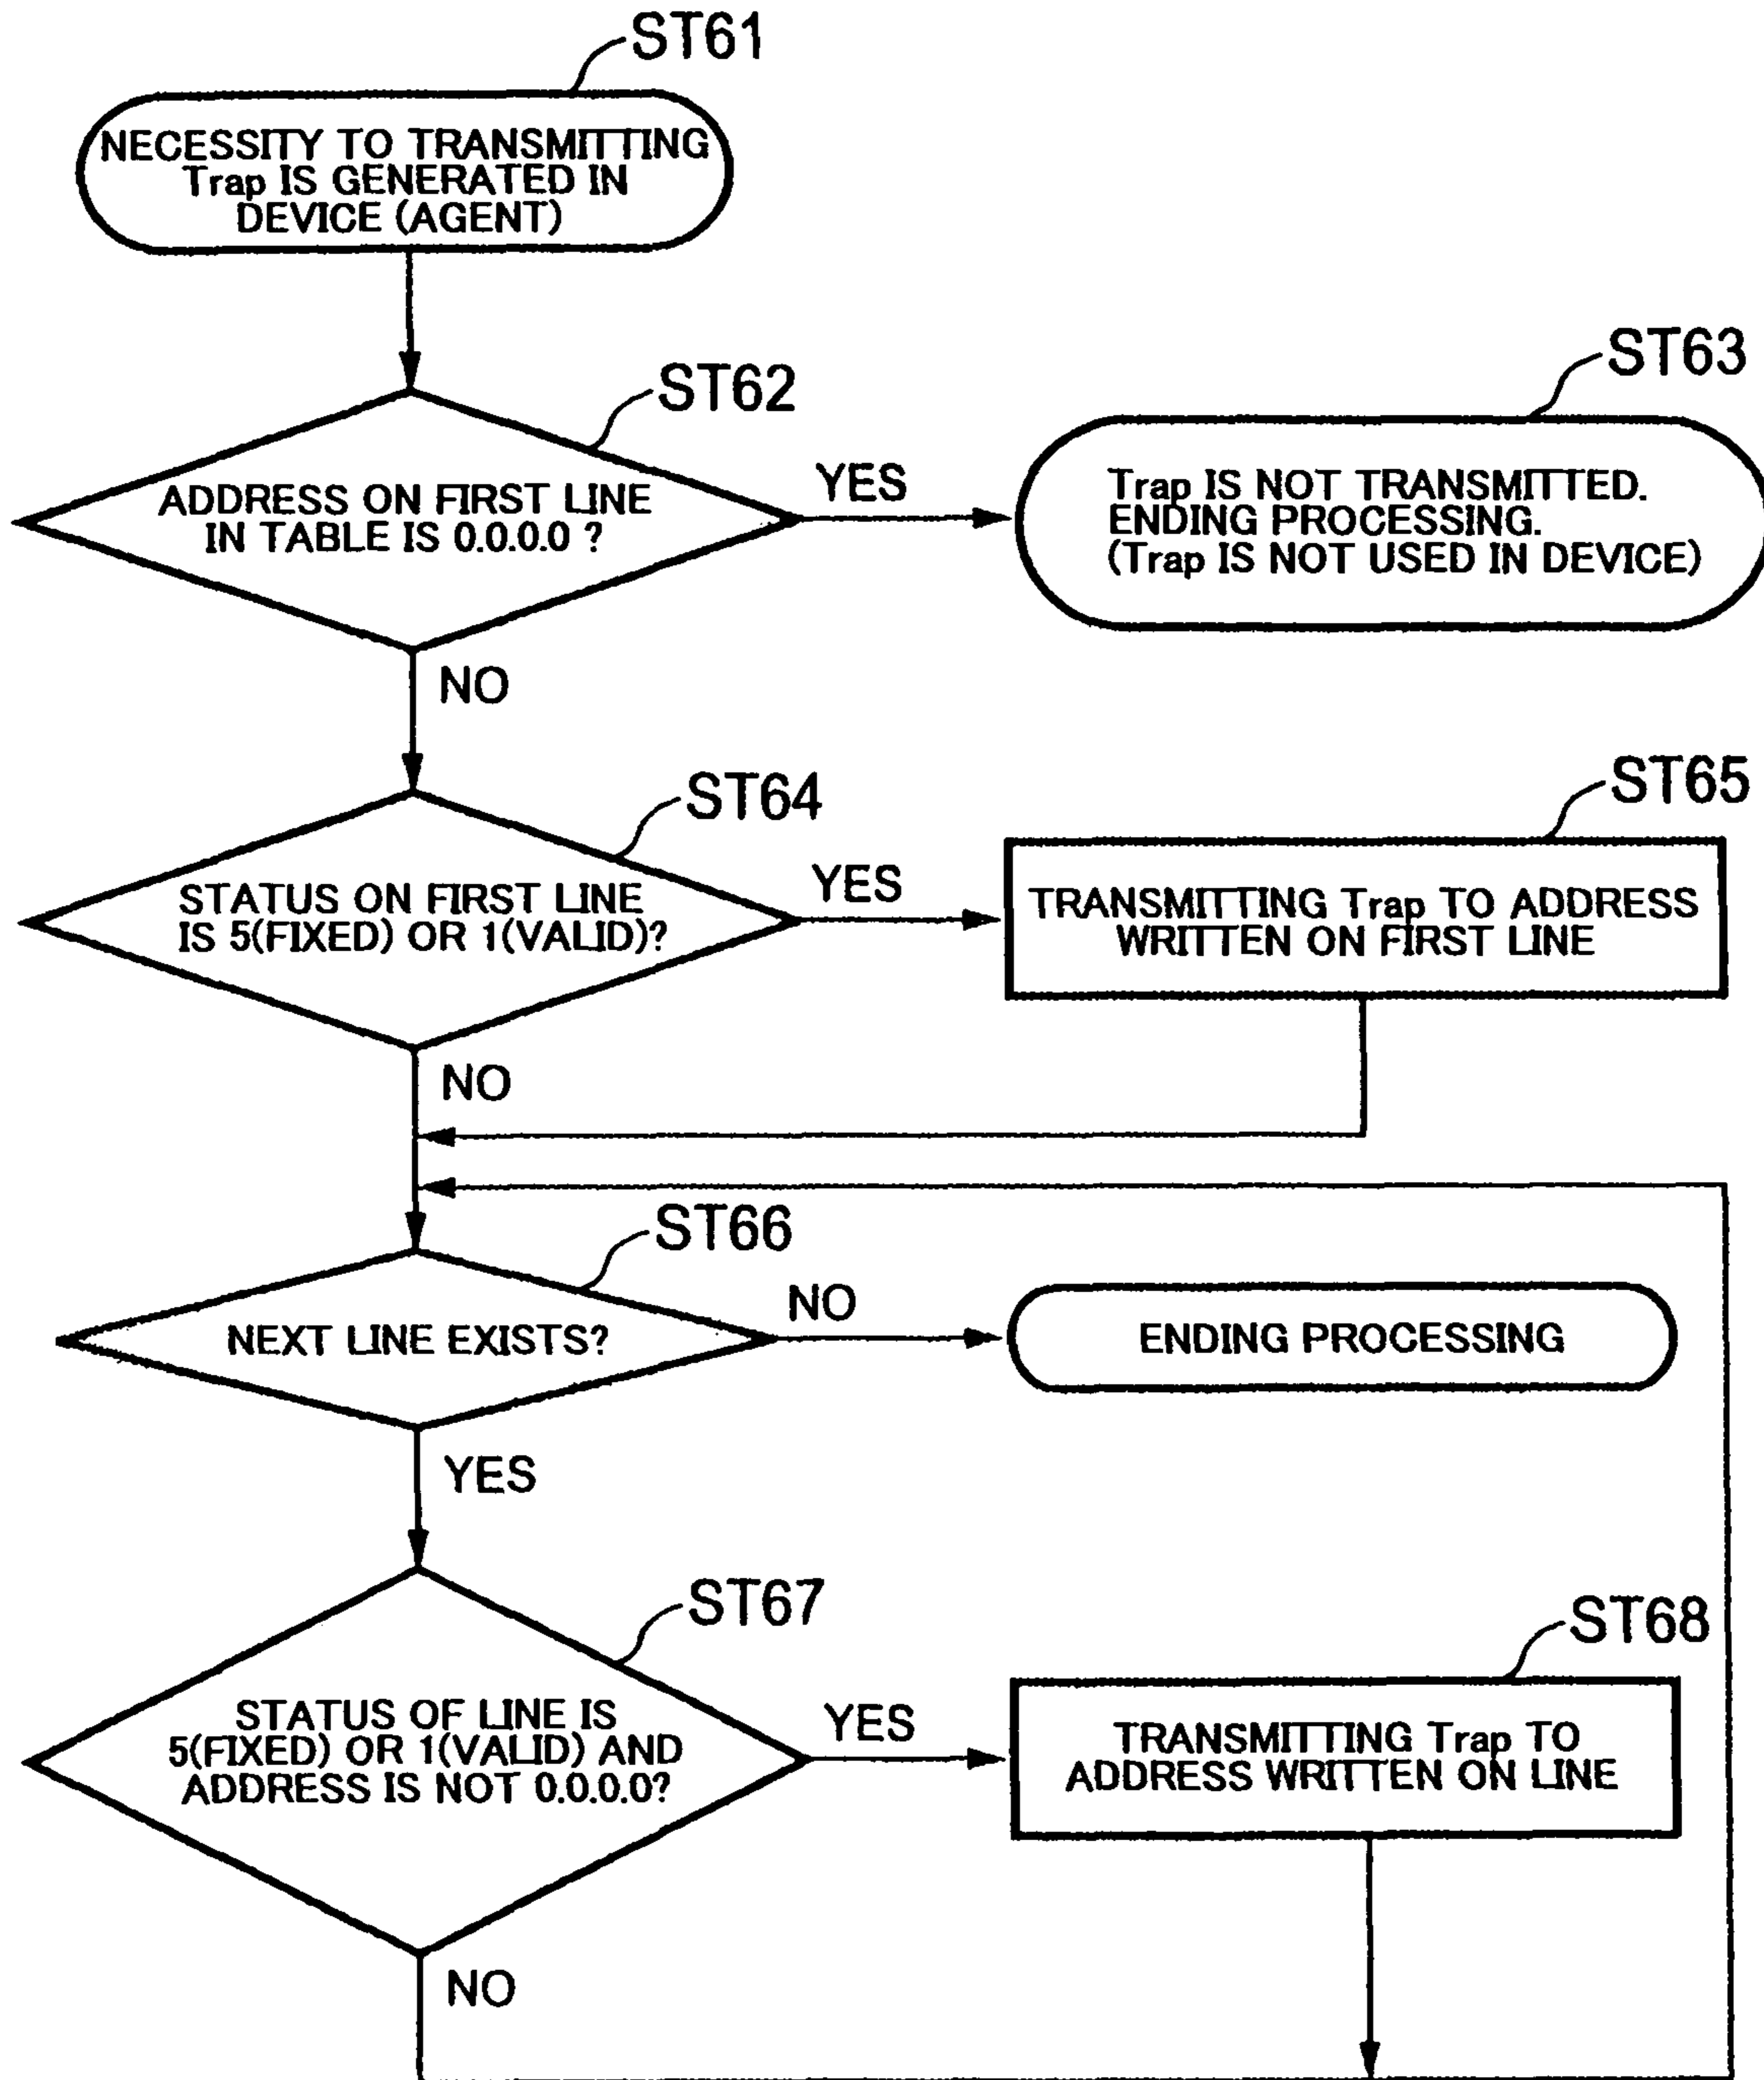 ST61
NECESSITY TO TRANSMITTING
Trap IS GENERATED IN
DEVICE (AGENT)
ST62
ADDRESS ON FIRST LINE
IN TABLE IS 0.0.0.0 ?
YES
ST63
Trap IS NOT TRANSMITTED.
ENDING PROCESSING.
(Trap IS NOT USED IN DEVICE)
NO
ST64
STATUS ON FIRST LINE
IS 5(FIXED) OR 1(VALID)?
YES
ST65
TRANSMITTING Trap TO ADDRESS
WRITTEN ON FIRST LINE
NO
ST66
NEXT LINE EXISTS?
NO
ENDING PROCESSING
YES
ST67
STATUS OF LINE IS
5(FIXED) OR 1(VALID) AND
ADDRESS IS NOT 0.0.0.0?
YES
ST68
TRANSMITTING Trap TO
ADDRESS WRITTEN ON LINE
NO